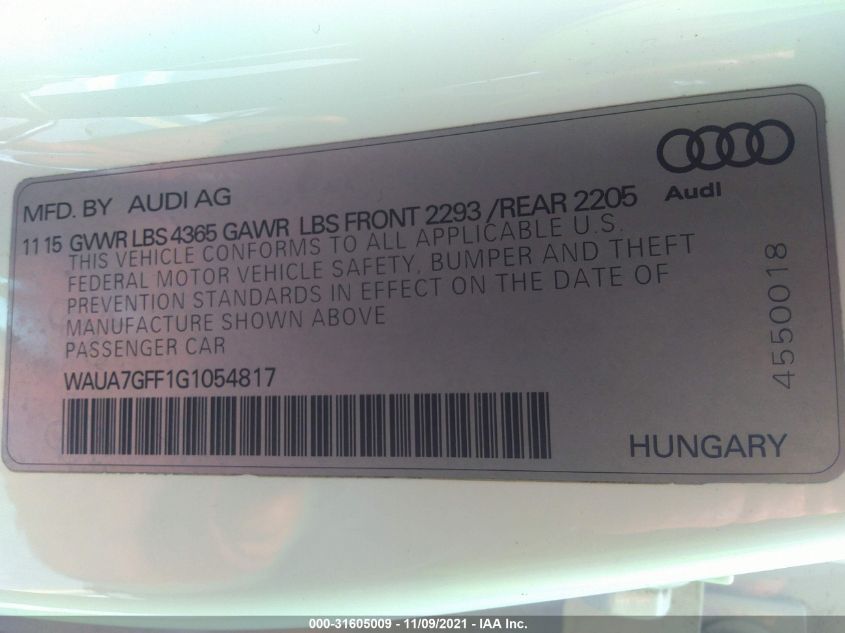 MFD. BY AUDI AG
Audi
11 15 GVWR LBS 4365 GAWR LBS FRONT 2293 /REAR 2205
THIS VEHICLE CONFORMS TO ALL APPLICABLE U.S.
FEDERAL MOTOR VEHICLE SAFETY, BUMPER AND THEFT
PREVENTION STANDARDS IN EFFECT ON THE DATE OF
MANUFACTURE SHOWN ABOVE
PASSENGER CAR
WAUA7GFF1G1054817
4550018
HUNGARY
000-31605009 - 11/09/2021 - IAA Inc.